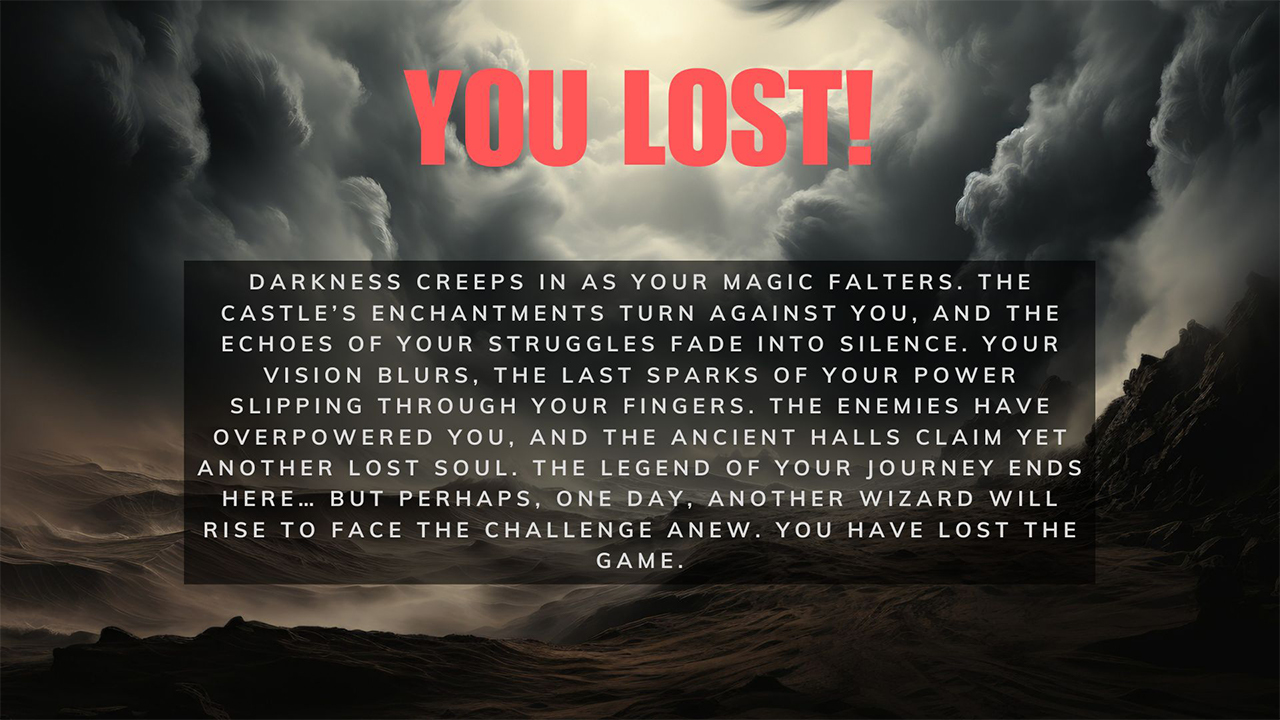 YOU LOST!
DARKNESS CREEPS IN AS YOUR MAGIC FALTERS. THE
CASTLE’S ENCHANTMENTS TURN AGAINST YOU, AND THE
ECHOES OF YOUR STRUGGLES FADE INTO SILENCE. YOUR
VISION BLURS, THE LAST SPARKS OF YOUR POWER
SLIPPING THROUGH YOUR FINGERS. THE ENEMIES HAVE
OVERPOWERED YOU, AND THE ANCIENT HALLS CLAIM YET
ANOTHER LOST SOUL. THE LEGEND OF YOUR JOURNEY ENDS
HERE… BUT PERHAPS, ONE DAY, ANOTHER WIZARD WILL
RISE TO FACE THE CHALLENGE ANEW. YOU HAVE LOST THE
GAME.